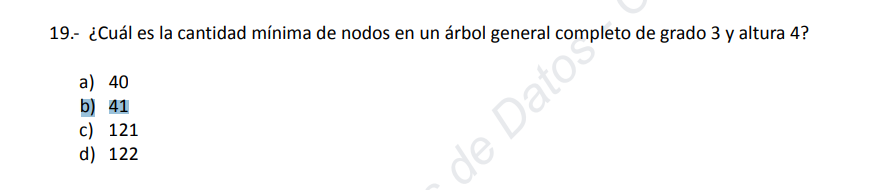 19.- ¿Cuál es la cantidad mínima de nodos en un árbol general completo de grado 3 y altura 4?
a) 40
b) 41
c) 121
d) 122
de Datos -